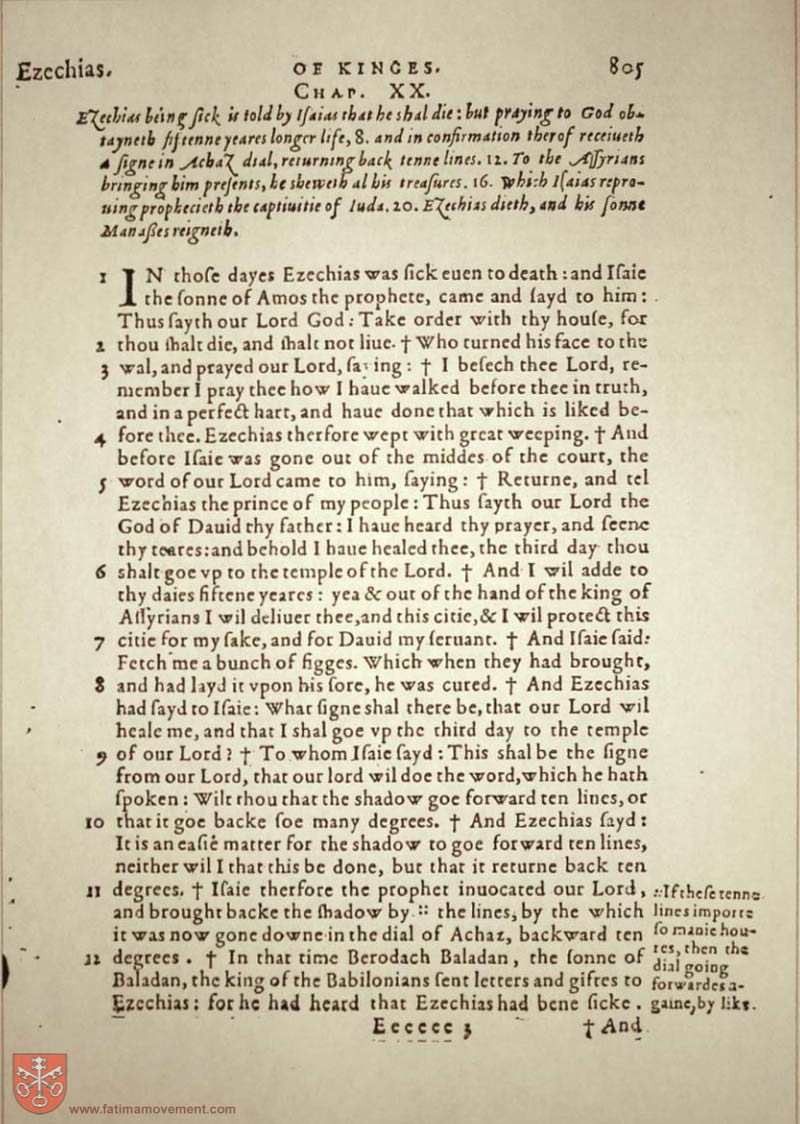 Ezechias. OF KINGES. 805
CHAP. XX.
Ezechias being ſick is told by Iſaias that he shal die: but praying to God ob-
tayneth fiftenne yeares longer life, 8. and in confirmation therof receiueth
a ſigne in Achaz dial, returning back tenne lines. 12. To the Aſſyrians
bringing him preſents, he sheweth al his treaſures. 16. Which Iſaias repro-
uing prophecieth the captiuitie of Iuda. 20. Ezechias dieth, and his ſonne
Manaſſes reigneth.
1 IN thoſe dayes Ezechias was ſick euen to death: and Iſaie
the ſonne of Amos the prophete, came and ſayd to him:
Thus ſayth our Lord God: Take order with thy houſe, for
2 thou ſhalt die, and ſhalt not liue. † Who turned his face to the
3 wal, and prayed our Lord, ſaying: † I beſech thee Lord, re-
member I pray thee how I haue walked before thee in truth,
and in a perfect hart, and haue done that which is liked be-
4 fore thee. Ezechias therfore wept with great weeping. † And
before Iſaie was gone out of the middes of the court, the
5 word of our Lord came to him, ſaying: † Returne, and tel
Ezechias the prince of my people: Thus ſayth our Lord the
God of Dauid thy father: I haue heard thy prayer, and ſeene
thy teares: and behold I haue healed thee, the third day thou
6 shalt goe vp to the temple of the Lord. † And I wil adde to
thy daies fiftene yeares: yea & out of the hand of the king of
Aſſyrians I wil deliuer thee, and this citie, & I wil protect this
7 citie for my ſake, and for Dauid my ſeruant. † And Iſaie ſaid:
Fetch me a bunch of figges. Which when they had brought,
8 and had layd it vpon his ſore, he was cured. † And Ezechias
had ſayd to Iſaie: What ſigne shal there be, that our Lord wil
heale me, and that I shal goe vp the third day to the temple
9 of our Lord? † To whom Iſaie ſayd: This shal be the ſigne
from our Lord, that our lord wil doe the word, which he hath
ſpoken: Wilt thou that the shadow goe forward ten lines, or
10 that it goe backe ſoe many degrees. † And Ezechias ſayd:
It is an eaſie matter for the shadow to goe forward ten lines,
neither wil I that this be done, but that it returne back ten
11 degrees. † Iſaie therfore the prophet inuocated our Lord,
and brought backe the ſhadow by :: the lines, by the which
it was now gone downe in the dial of Achaz, backward ten
12 degrees. † In that time Berodach Baladan, the ſonne of
Baladan, the king of the Babilonians ſent letters and giftes to
Ezechias: for he had heard that Ezechias had bene ſicke.
:: If theſe tenne
lines importe
ſo manie hou-
res, then the
dial going
forwardes a-
gaine, by like
Eeeeee 3 † And
www.fatimamovement.com